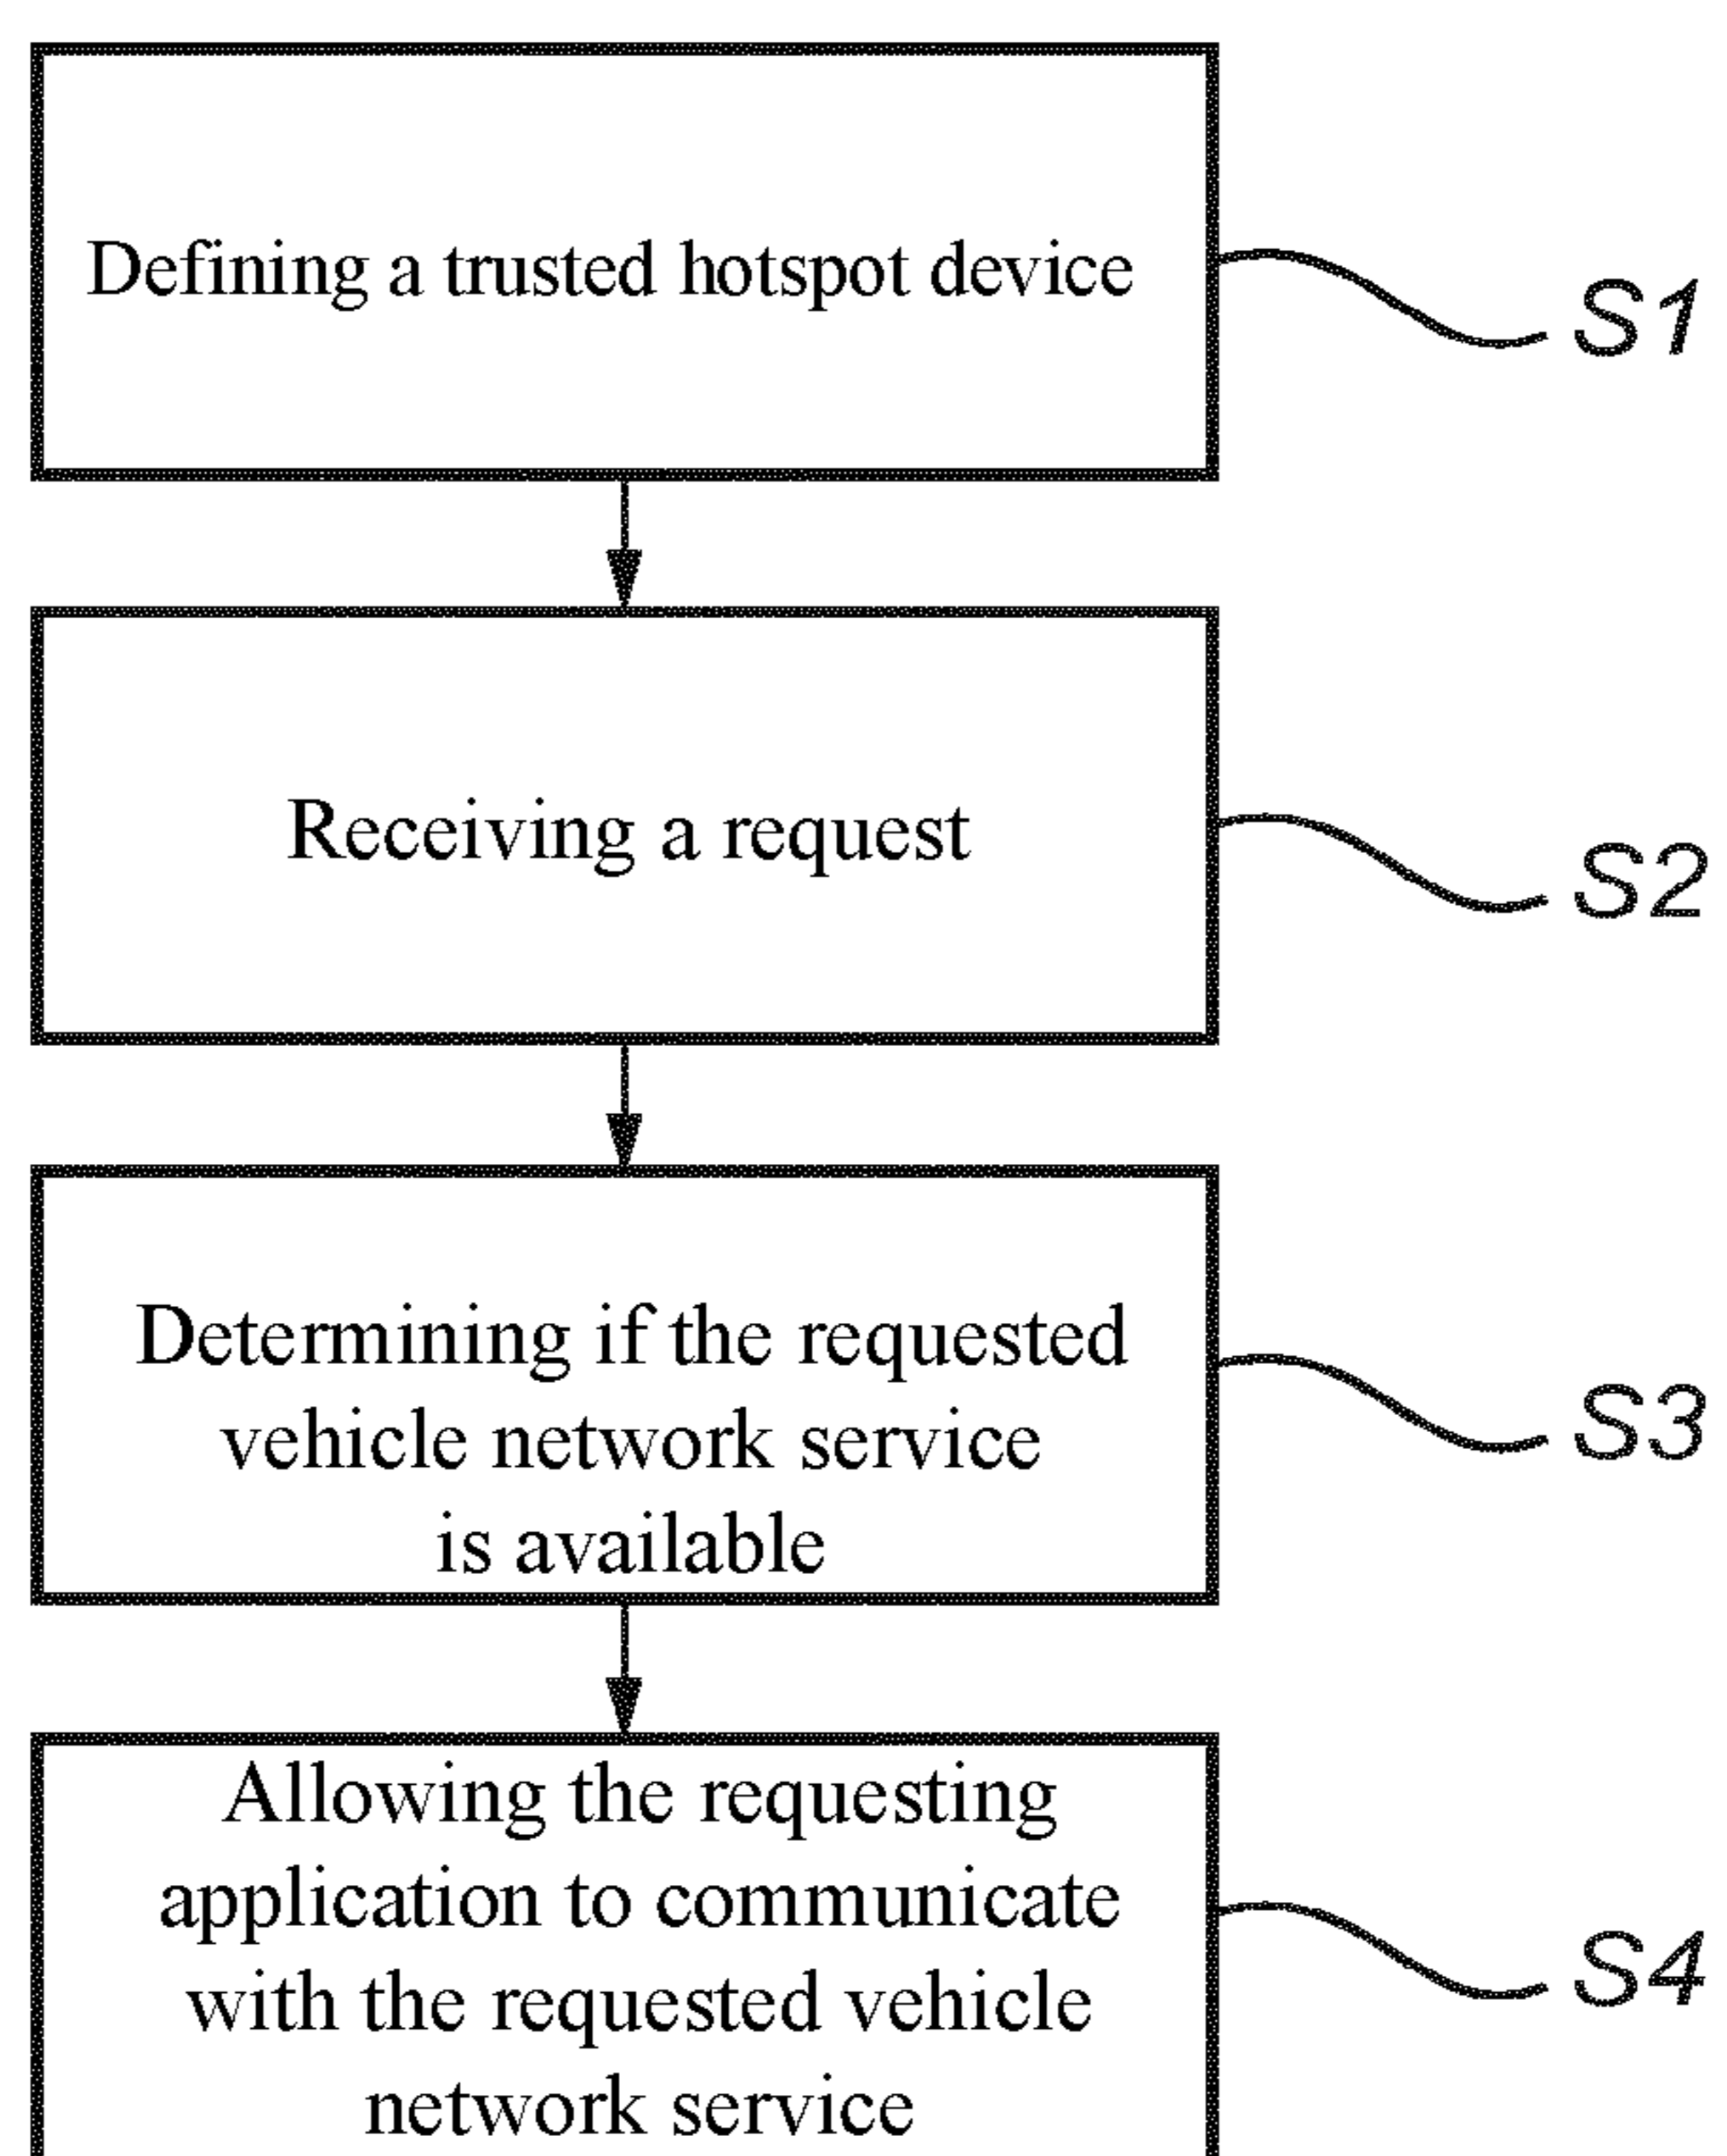 Defining a trusted hotspot device
S1
Receiving a request
S2
Determining if the requested
vehicle network service
is available
S3
Allowing the requesting
application to communicate
with the requested vehicle
network service
S4